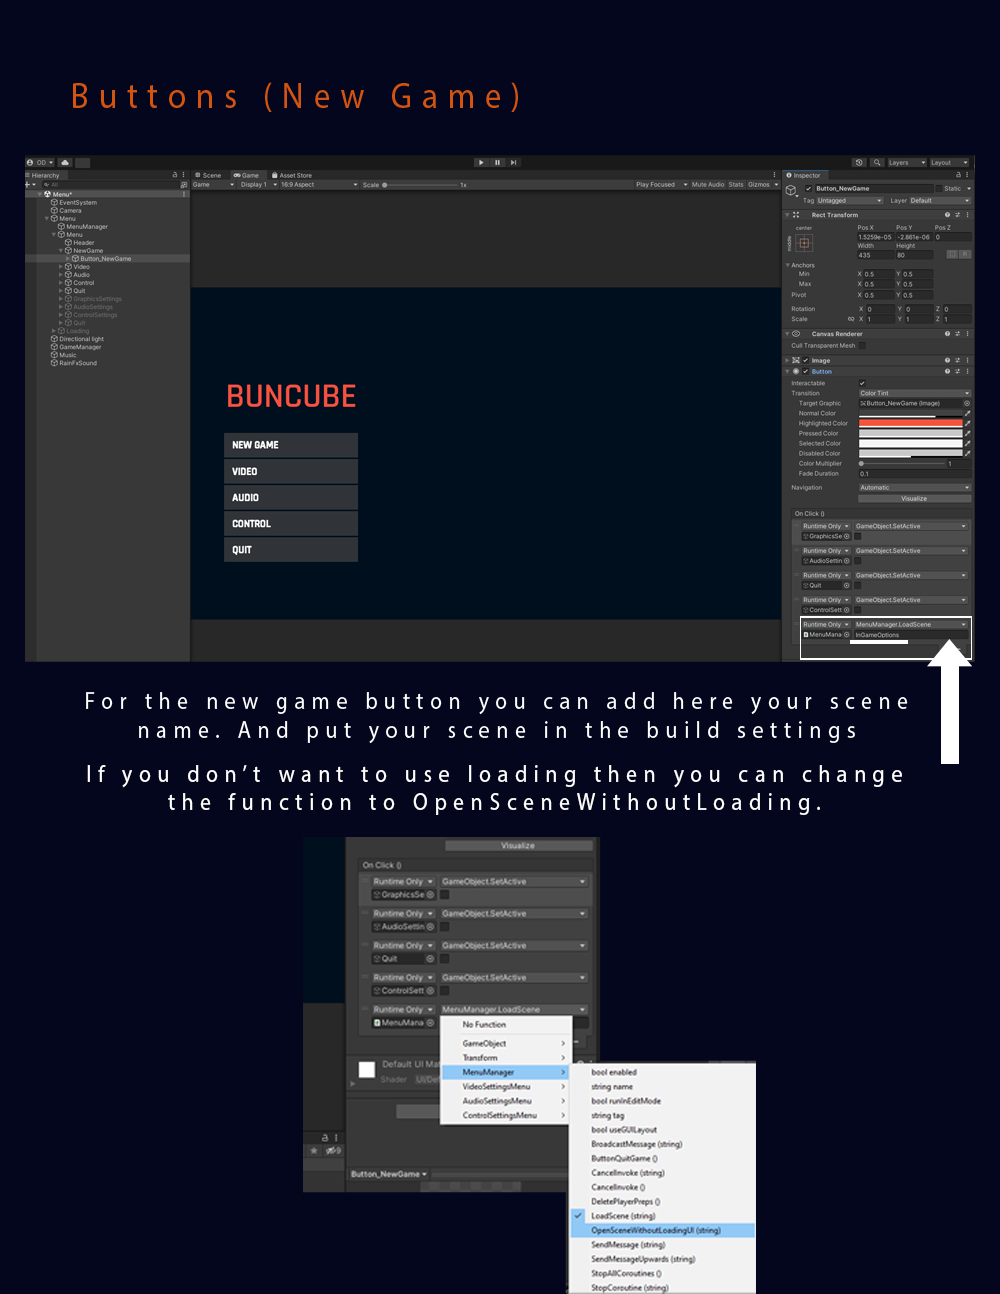 Buttons (New Game)
OD
Layers Layout
Hierarchy
Scene Game Asset Store
Inspector
All
Game Display 1 16:9 Aspect Scale 1x Play Focused Mute Audio Stats Gizmos
Button_NewGame Static
Tag Untagged Layer Default
Menu*
EventSystem
Camera
Menu
MenuManager
Menu
Header
NewGame
Button_NewGame
Video
Audio
Control
Quit
GraphicsSettings
AudioSettings
ControlSettings
Quit
Loading
Directional light
GameManager
Music
RainFxSound
BUNCUBE
NEW GAME
VIDEO
AUDIO
CONTROL
QUIT
Rect Transform
center
middle
Pos X Pos Y Pos Z
1.5259e-05 -2.861e-06 0
Width Height
435 80
R
Anchors
Min X 0.5 Y 0.5
Max X 0.5 Y 0.5
Pivot X 0.5 Y 0.5
Rotation X 0 Y 0 Z 0
Scale X 1 Y 1 Z 1
Canvas Renderer
Cull Transparent Mesh
Image
Button
Interactable
Transition Color Tint
Target Graphic Button_NewGame (Image)
Normal Color
Highlighted Color
Pressed Color
Selected Color
Disabled Color
Color Multiplier 1
Fade Duration 0.1
Navigation Automatic
Visualize
On Click ()
Runtime Only GameObject.SetActive
GraphicsSe
Runtime Only GameObject.SetActive
AudioSettin
Runtime Only GameObject.SetActive
Quit
Runtime Only GameObject.SetActive
ControlSett
Runtime Only MenuManager.LoadScene
MenuMana InGameOptions
For the new game button you can add here your scene
name. And put your scene in the build settings
If you don’t want to use loading then you can change
the function to OpenSceneWithoutLoading.
Visualize
On Click ()
Runtime Only GameObject.SetActive
GraphicsSe
Runtime Only GameObject.SetActive
AudioSettin
Runtime Only GameObject.SetActive
Quit
Runtime Only GameObject.SetActive
ControlSett
Runtime Only MenuManager.LoadScene
MenuMana
No Function
GameObject
Transform
MenuManager
VideoSettingsMenu
AudioSettingsMenu
ControlSettingsMenu
Default UI Mat
Shader UI/Def
9
Button_NewGame
bool enabled
string name
bool runInEditMode
string tag
bool useGUILayout
BroadcastMessage (string)
ButtonQuitGame ()
CancelInvoke (string)
CancelInvoke ()
DeletePlayerPreps ()
LoadScene (string)
OpenSceneWithoutLoadingUI (string)
SendMessage (string)
SendMessageUpwards (string)
StopAllCoroutines ()
StopCoroutine (string)